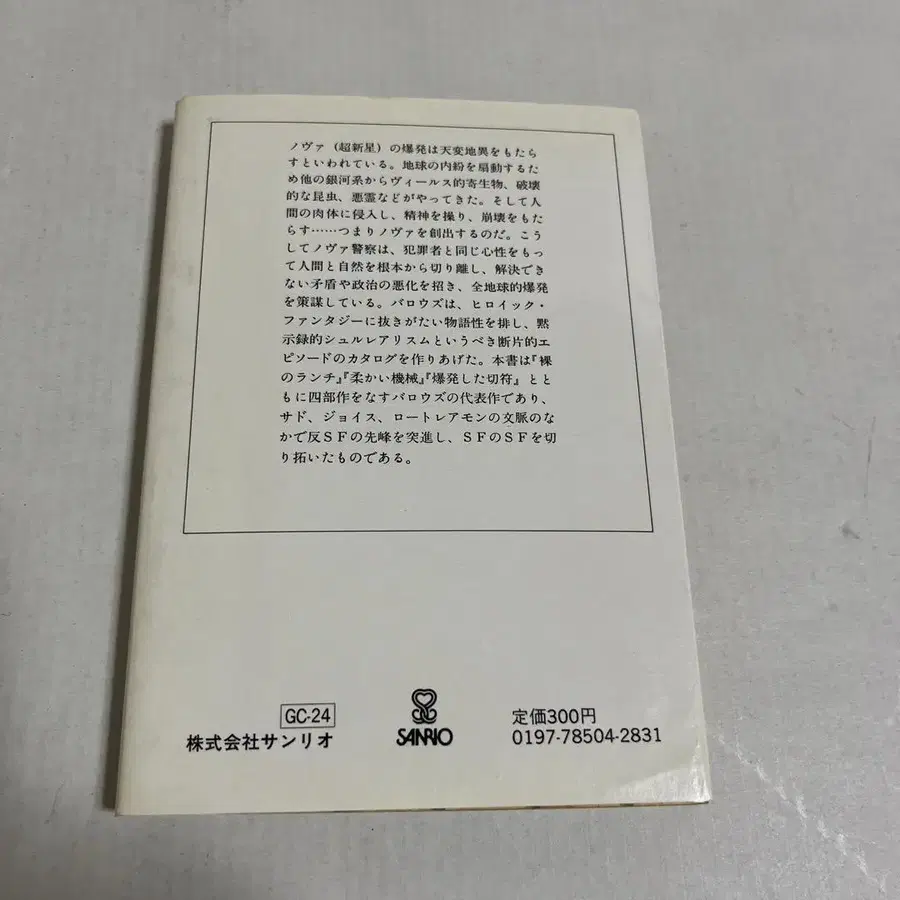 ノヴァ（超新星）の爆発は天変地異をもたら
すといわれている。地球の内紛を扇動するた
め他の銀河系からヴィールス的寄生物、破壊
的な昆虫、悪霊などがやってきた。そして人
間の肉体に侵入し、精神を操り、崩壊をもた
らす……つまりノヴァを創出するのだ。こう
してノヴァ警察は、犯罪者と同じ心性をもっ
て人間と自然を根本から切り離し、解決でき
ない矛盾や政治の悪化を招き、全地球的爆発
を策謀している。バロウズは、ヒロイック・
ファンタジーに抜きがたい物語性を排し、黙
示録的シュルレアリスムというべき断片的エ
ピソードのカタログを作りあげた。本書は『裸
のランチ』『柔かい機械』『爆発した切符』とと
もに四部作をなすバロウズの代表作であり、
サド、ジョイス、ロートレアモンの文脈のな
かで反ＳＦの先峰を突進し、ＳＦのＳＦを切
り拓いたものである。
GC-24
株式会社サンリオ
SANRIO
定価300円
0197-78504-2831